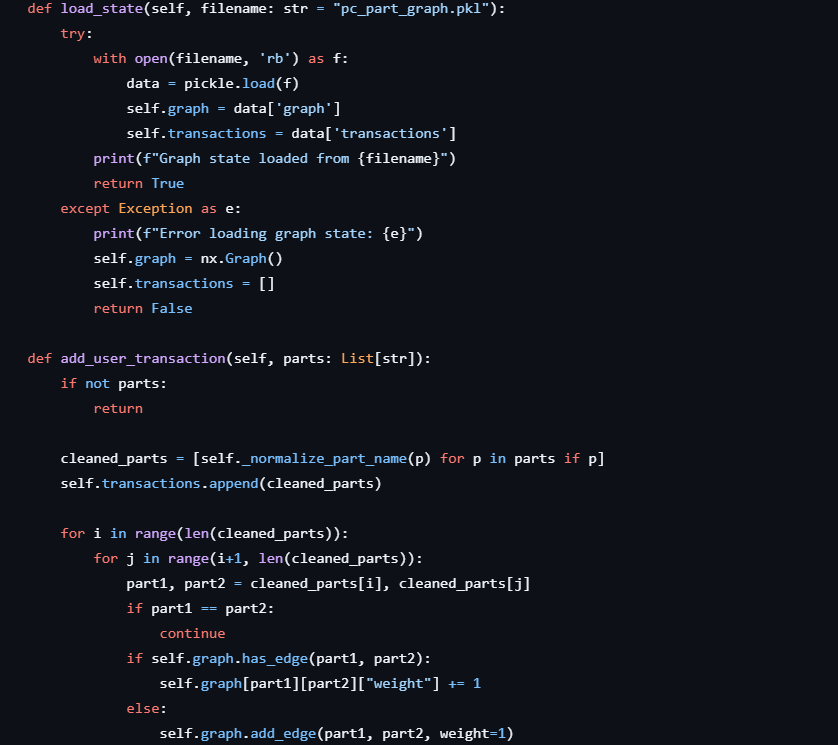 def load_state(self, filename: str = "pc_part_graph.pkl"):
    try:
        with open(filename, 'rb') as f:
            data = pickle.load(f)
            self.graph = data['graph']
            self.transactions = data['transactions']
        print(f"Graph state loaded from {filename}")
        return True
    except Exception as e:
        print(f"Error loading graph state: {e}")
        self.graph = nx.Graph()
        self.transactions = []
        return False

def add_user_transaction(self, parts: List[str]):
    if not parts:
        return

    cleaned_parts = [self._normalize_part_name(p) for p in parts if p]
    self.transactions.append(cleaned_parts)

    for i in range(len(cleaned_parts)):
        for j in range(i+1, len(cleaned_parts)):
            part1, part2 = cleaned_parts[i], cleaned_parts[j]
            if part1 == part2:
                continue
            if self.graph.has_edge(part1, part2):
                self.graph[part1][part2]["weight"] += 1
            else:
                self.graph.add_edge(part1, part2, weight=1)